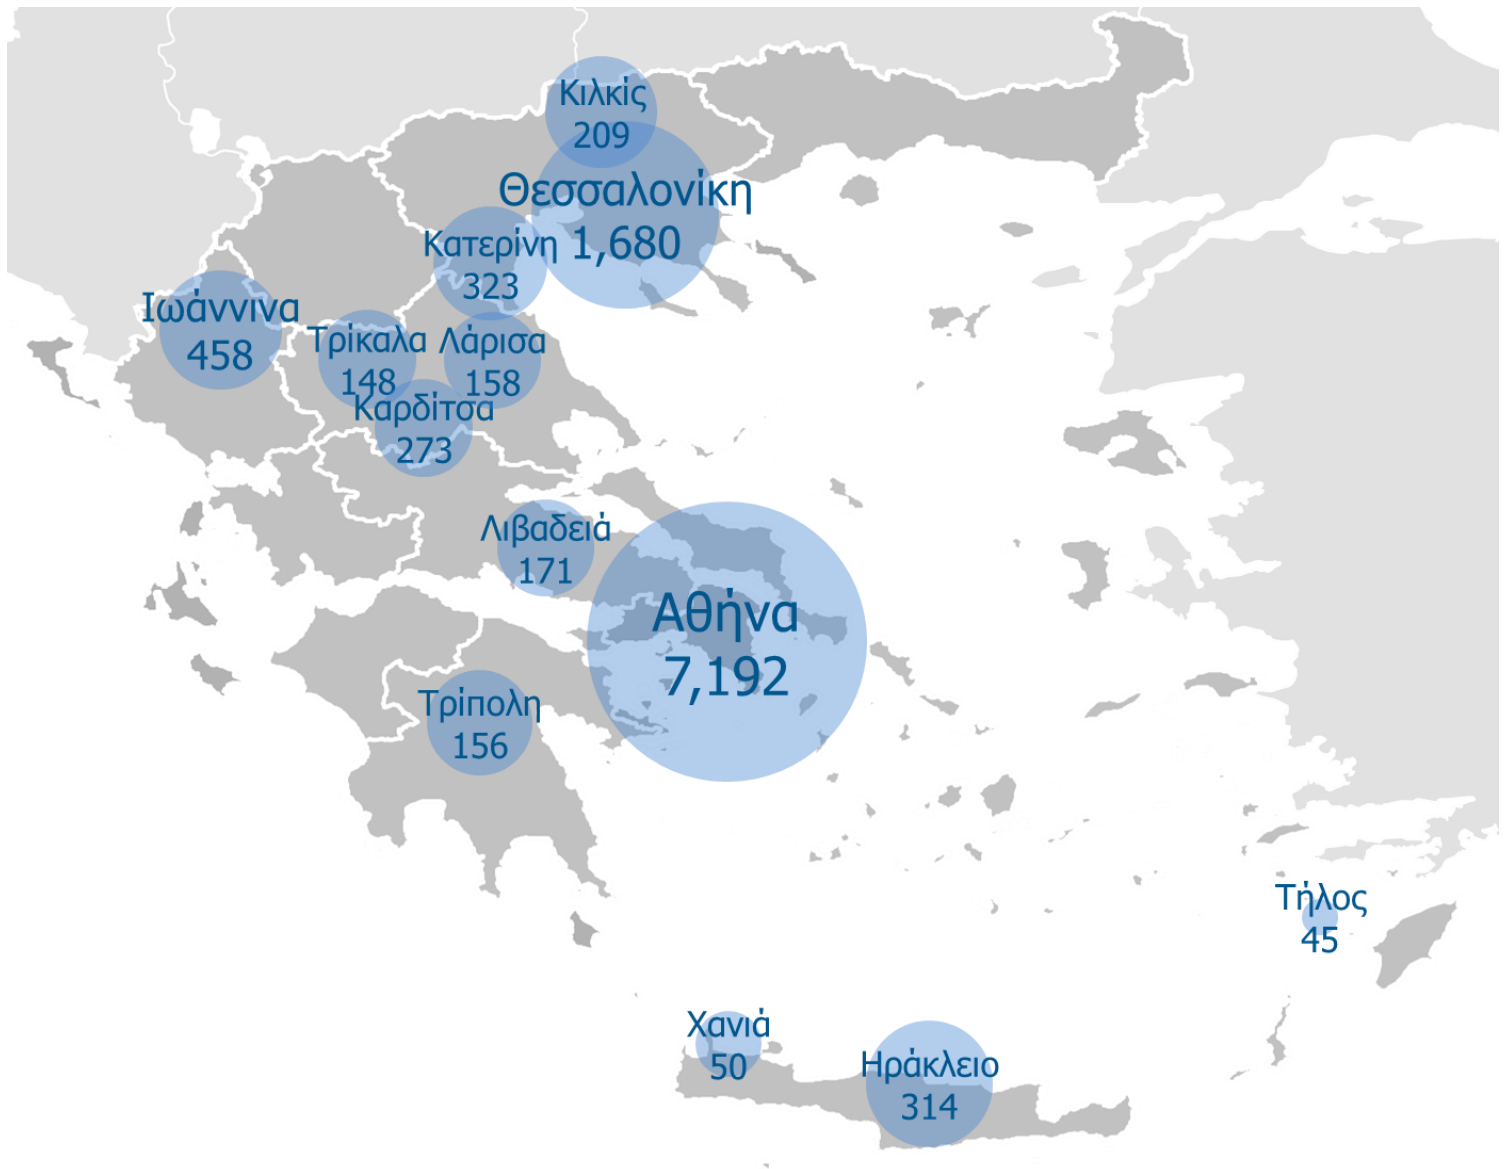 Κιλκίς
209
Θεσσαλονίκη
1,680
Κατερίνη
323
Ιωάννινα
458
Τρίκαλα
148
Λάρισα
158
Καρδίτσα
273
Λιβαδειά
171
Αθήνα
7,192
Τρίπολη
156
Τήλος
45
Χανιά
50
Ηράκλειο
314